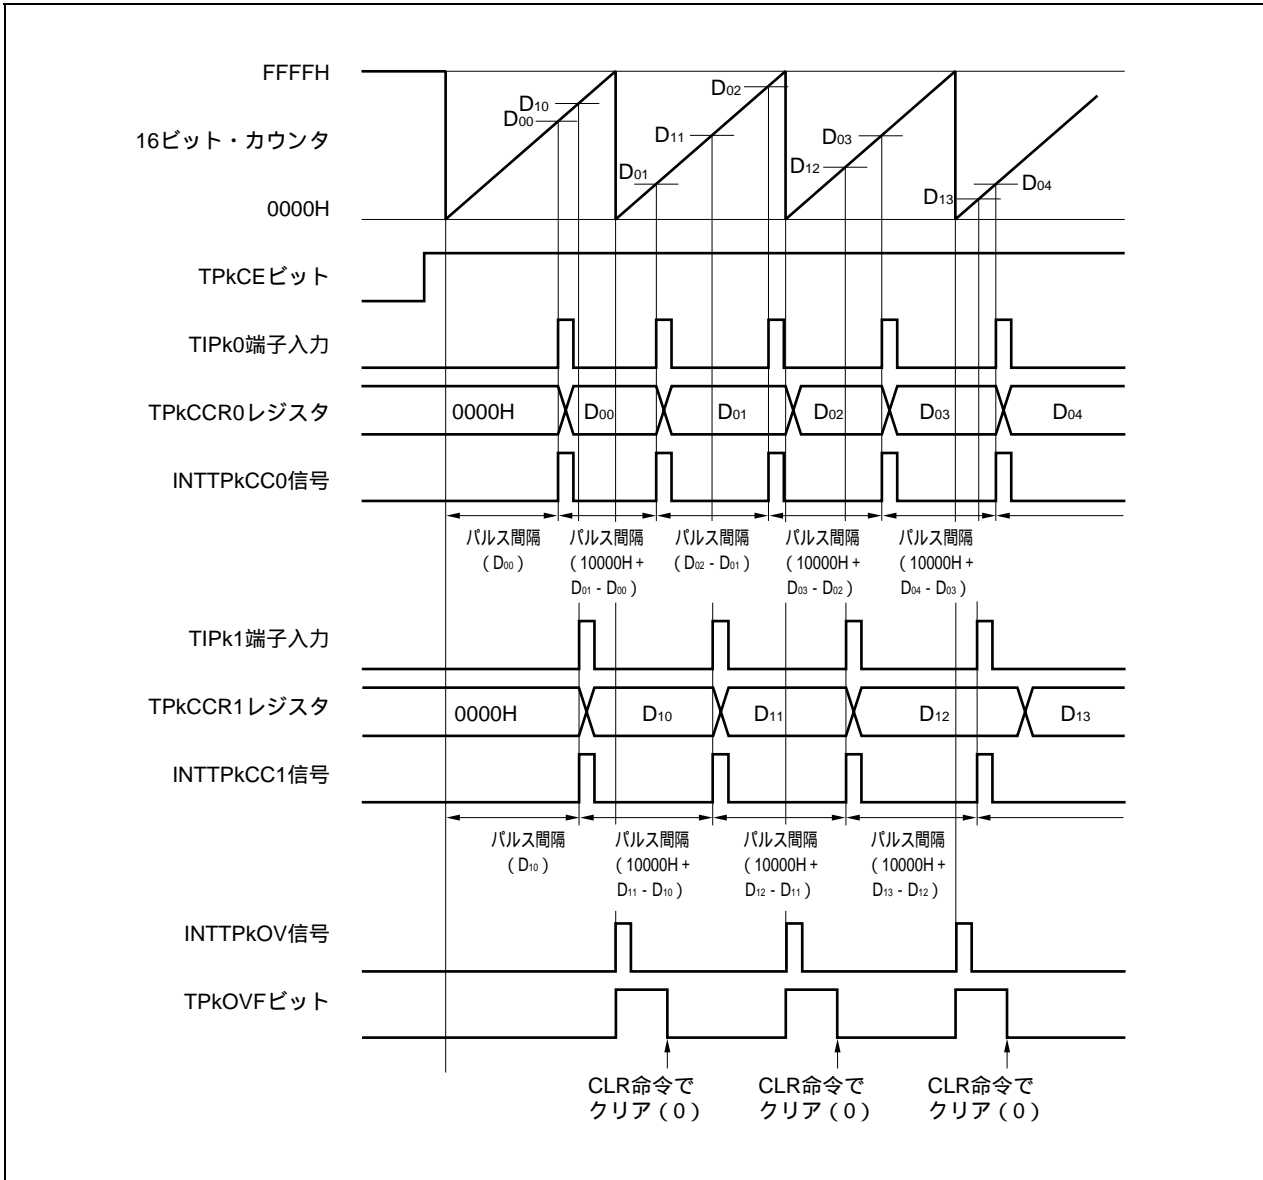 FFFFH
16ビット・カウンタ
0000H
D10
D00
D01
D11
D02
D12
D03
D13
D04
TPkCEビット
TIPk0端子入力
TPkCCR0レジスタ
0000H D00 D01 D02 D03 D04
INTTPkCC0信号
パルス間隔
(D00)
パルス間隔
(10000H +
D01 - D00)
パルス間隔
(D02 - D01)
パルス間隔
(10000H +
D03 - D02)
パルス間隔
(10000H +
D04 - D03)
TIPk1端子入力
TPkCCR1レジスタ
0000H D10 D11 D12 D13
INTTPkCC1信号
パルス間隔
(D10)
パルス間隔
(10000H +
D11 - D10)
パルス間隔
(10000H +
D12 - D11)
パルス間隔
(10000H +
D13 - D12)
INTTPkOV信号
TPkOVFビット
CLR命令で
クリア(0)
CLR命令で
クリア(0)
CLR命令で
クリア(0)